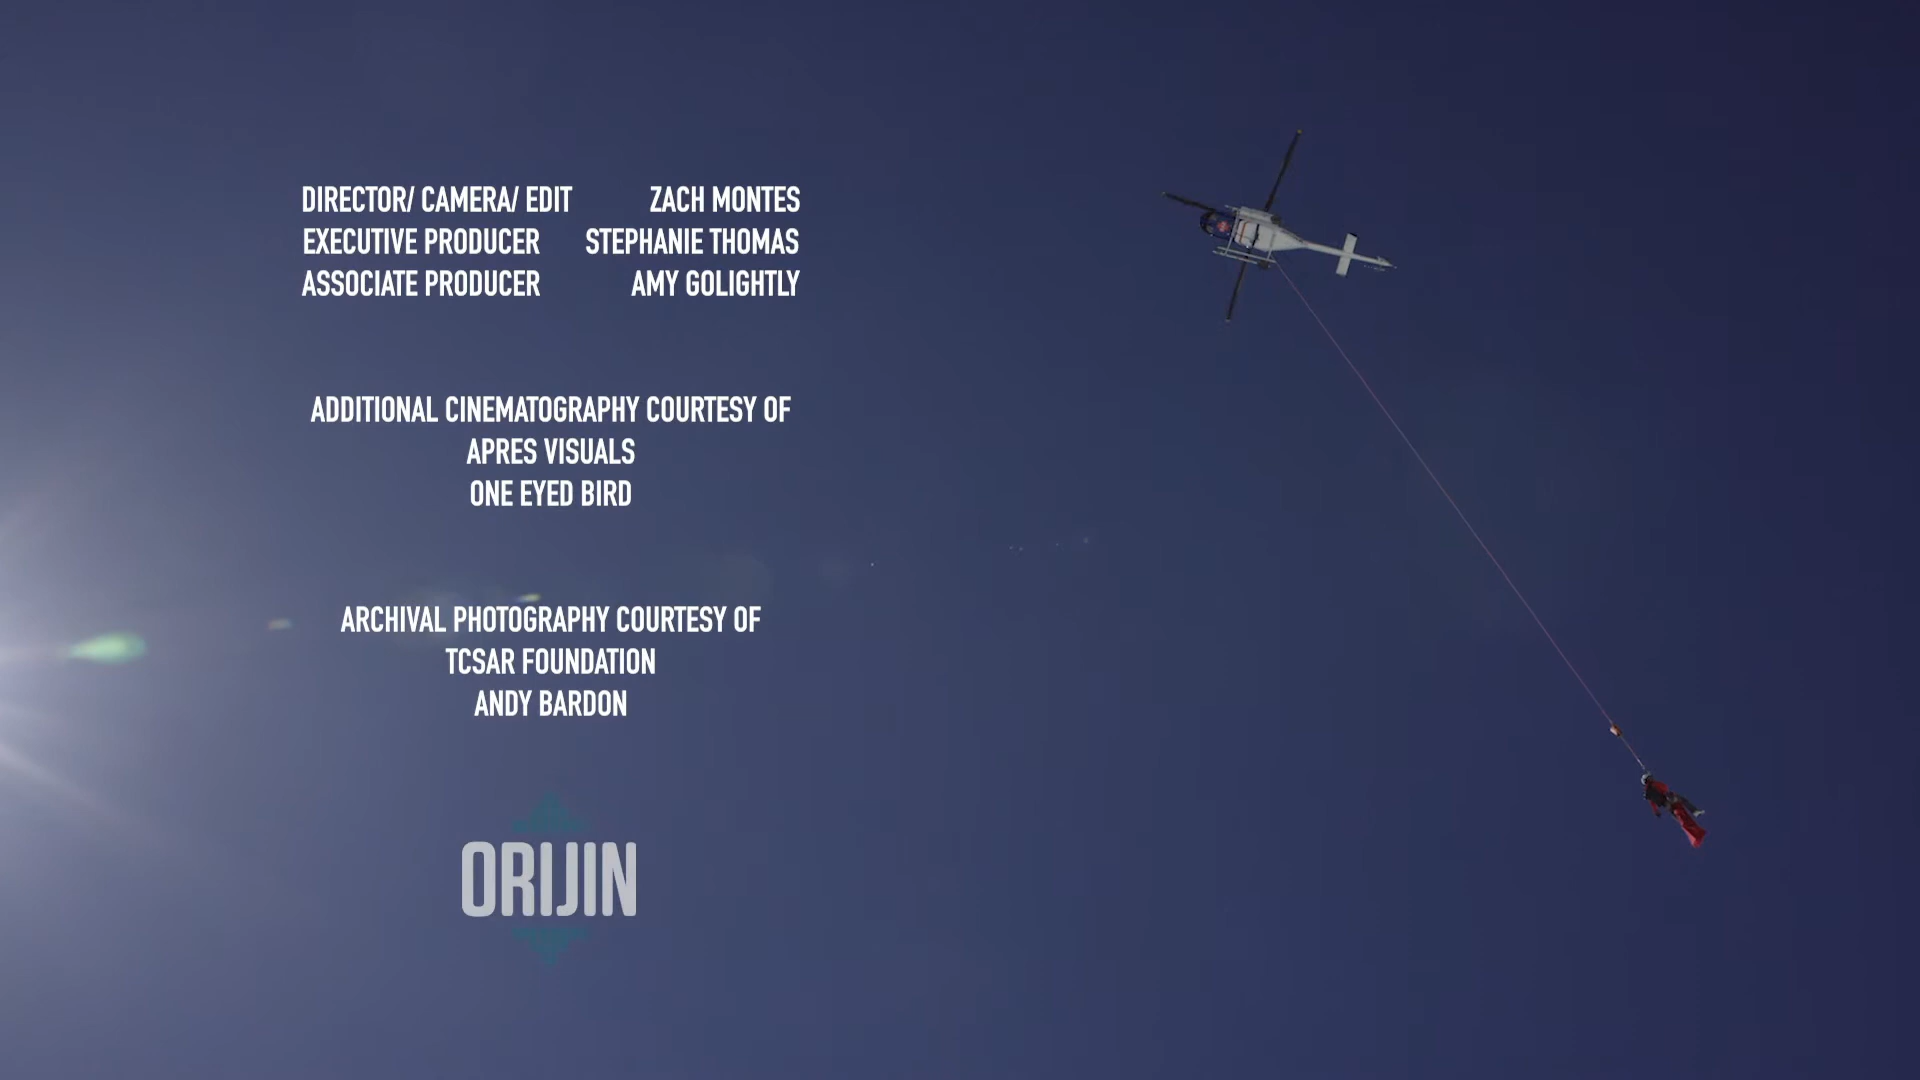 DIRECTOR/ CAMERA/ EDIT ZACH MONTES
EXECUTIVE PRODUCER STEPHANIE THOMAS
ASSOCIATE PRODUCER AMY GOLIGHTLY
ADDITIONAL CINEMATOGRAPHY COURTESY OF
APRES VISUALS
ONE EYED BIRD
ARCHIVAL PHOTOGRAPHY COURTESY OF
TCSAR FOUNDATION
ANDY BARDON
ORIJIN